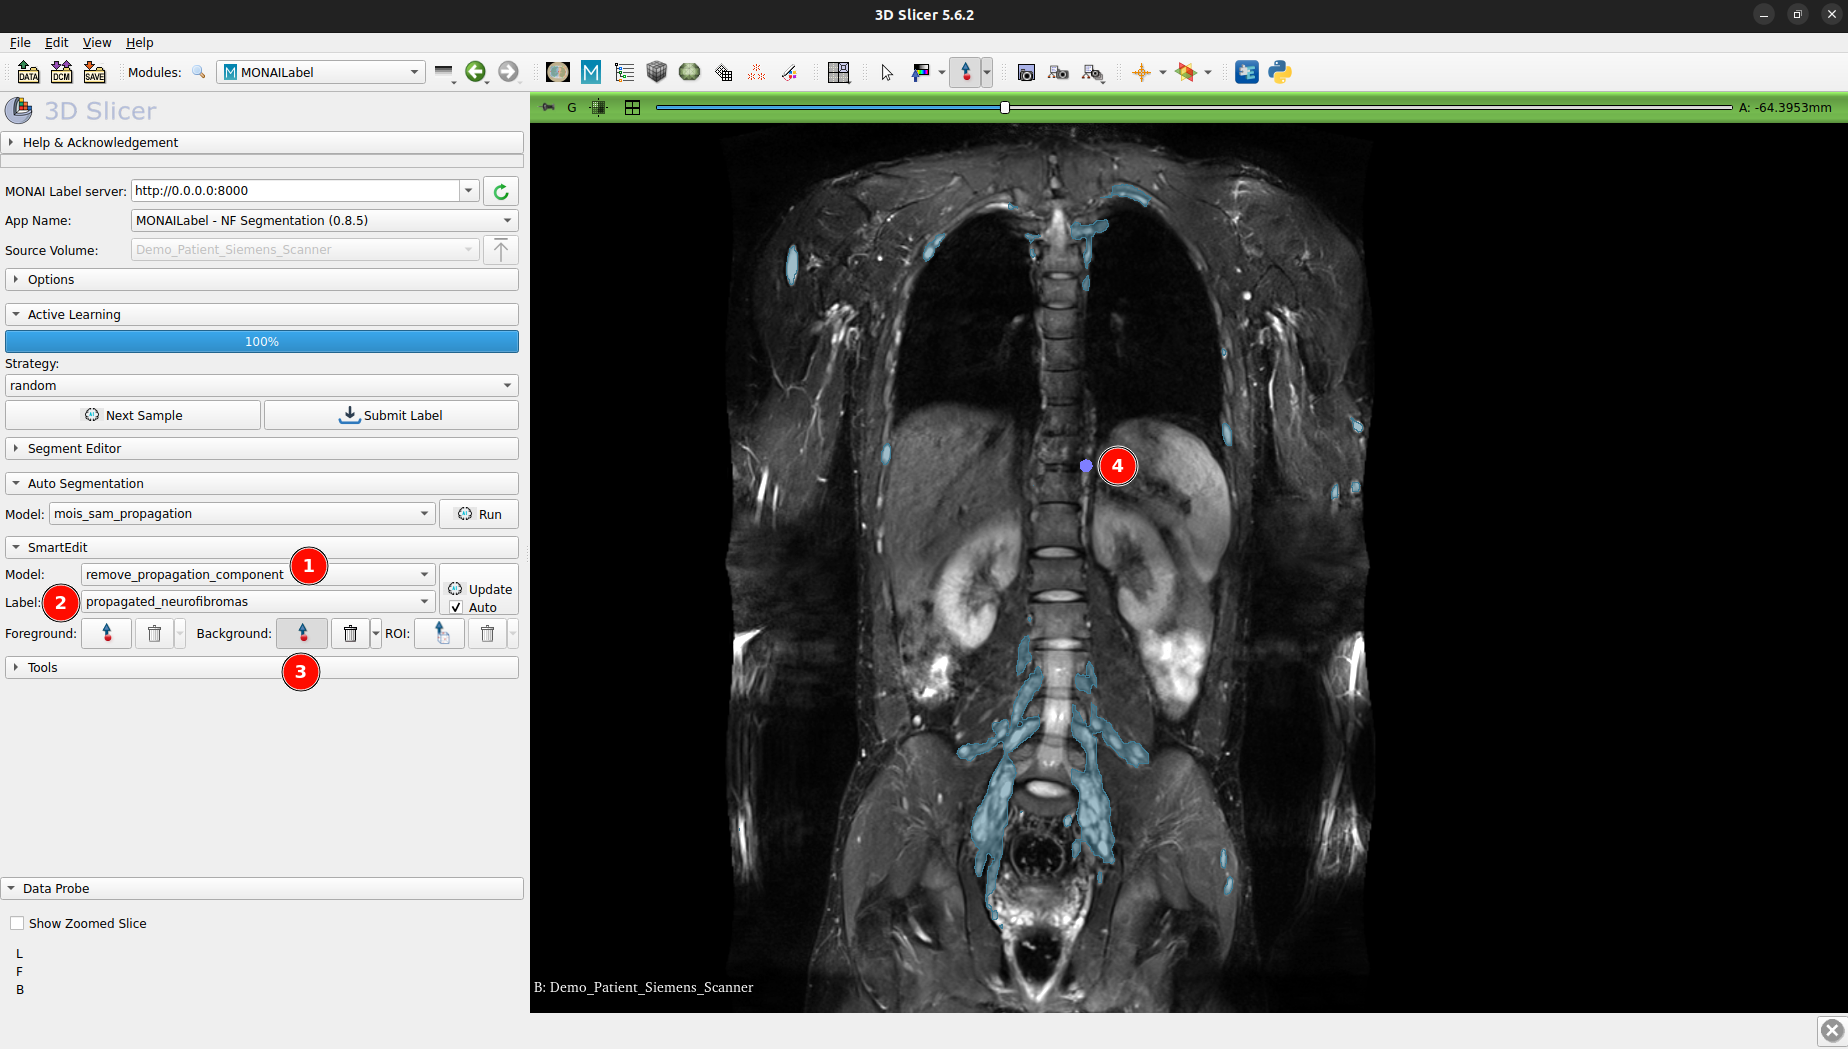 3D Slicer 5.6.2
File Edit View Help
DATA DCM SAVE Modules: MONAILabel
3D Slicer
G A: -64.3953mm
Help & Acknowledgement
MONAI Label server: http://0.0.0.0:8000
App Name: MONAILabel - NF Segmentation (0.8.5)
Source Volume: Demo_Patient_Siemens_Scanner
Options
Active Learning
100%
Strategy:
random
Next Sample Submit Label
Segment Editor
4
Auto Segmentation
Model: mois_sam_propagation Run
SmartEdit
1
Model: remove_propagation_component Update
2
Label: propagated_neurofibromas Auto
Foreground: Background: ROI:
Tools
3
Data Probe
Show Zoomed Slice
L
F
B
B: Demo_Patient_Siemens_Scanner